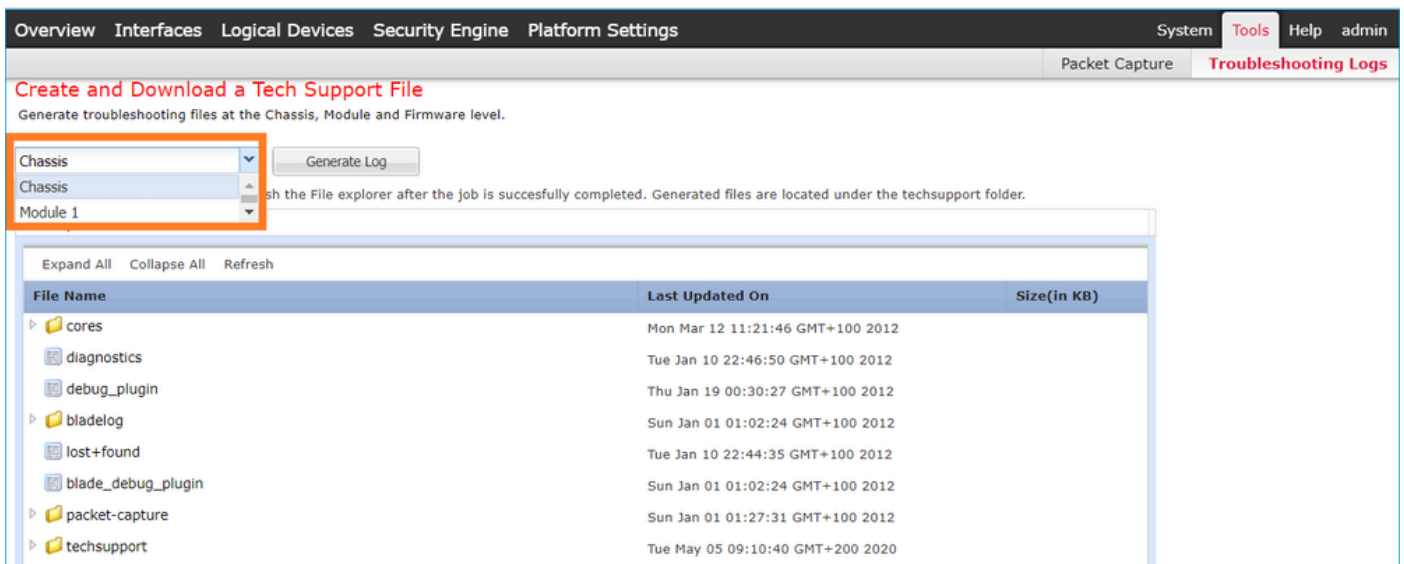 Overview Interfaces Logical Devices Security Engine Platform Settings System Tools Help admin
Packet Capture Troubleshooting Logs
Create and Download a Tech Support File
Generate troubleshooting files at the Chassis, Module and Firmware level.
Chassis Generate Log
Chassis
sh the File explorer after the job is succesfully completed. Generated files are located under the techsupport folder.
Module 1
Expand All Collapse All Refresh
File Name Last Updated On Size(in KB)
cores Mon Mar 12 11:21:46 GMT+100 2012
diagnostics Tue Jan 10 22:46:50 GMT+100 2012
debug_plugin Thu Jan 19 00:30:27 GMT+100 2012
bladelog Sun Jan 01 01:02:24 GMT+100 2012
lost+found Tue Jan 10 22:44:35 GMT+100 2012
blade_debug_plugin Sun Jan 01 01:02:24 GMT+100 2012
packet-capture Sun Jan 01 01:27:31 GMT+100 2012
techsupport Tue May 05 09:10:40 GMT+200 2020